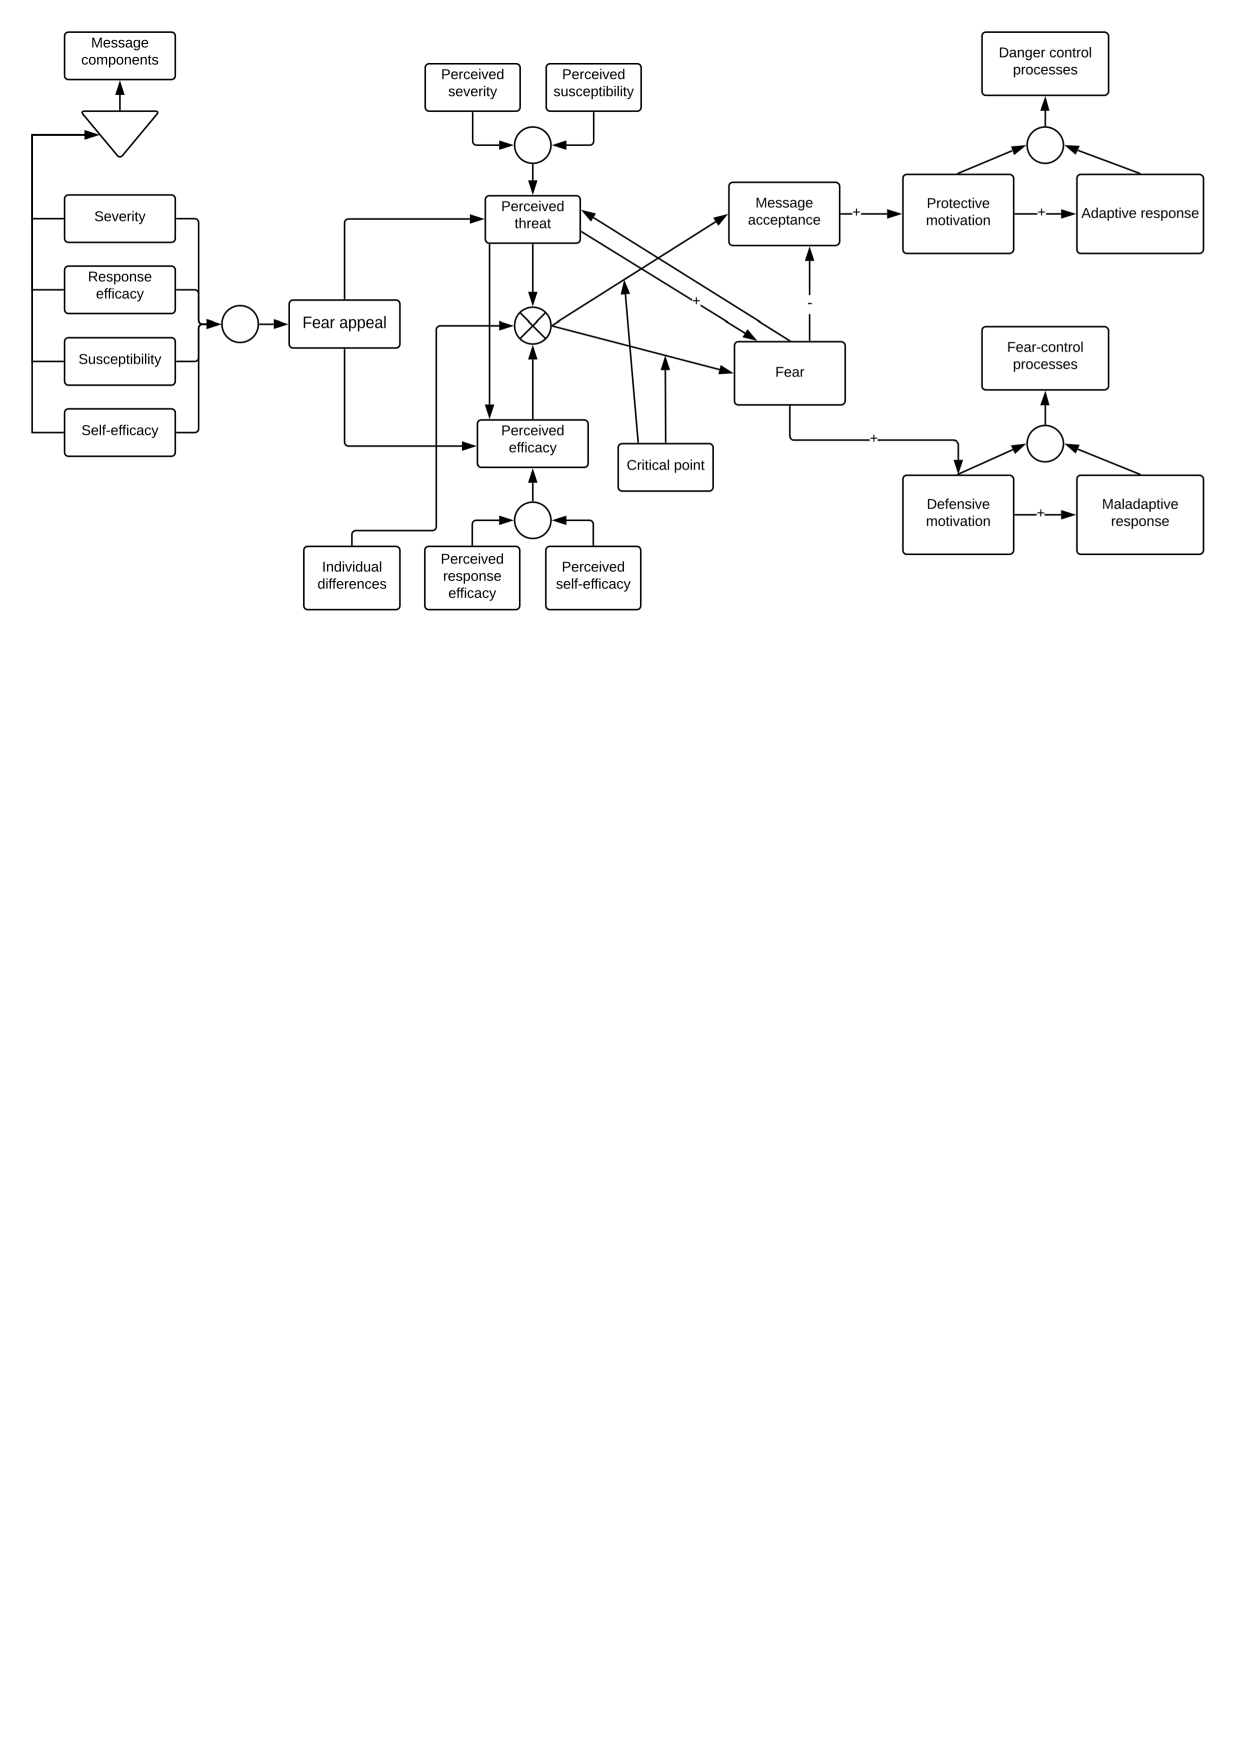 Message
components
Severity
Response
efficacy
Susceptibility
Self-efficacy
Fear appeal
Perceived
severity
Perceived
susceptibility
Perceived
threat
Perceived
efficacy
Individual
differences
Perceived
response
efficacy
Perceived
self-efficacy
Critical point
+
Message
acceptance
-
Fear
+
+
Danger control
processes
Protective
motivation
+
Adaptive response
Fear-control
processes
Defensive
motivation
+
Maladaptive
response